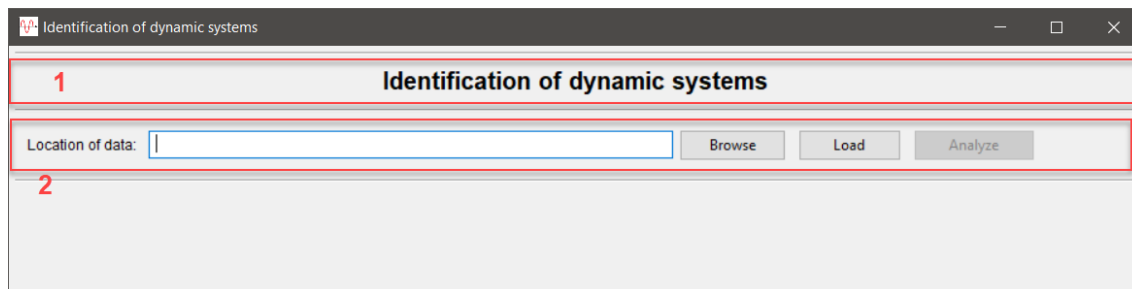 Identification of dynamic systems
1 Identification of dynamic systems
Location of data: Browse Load Analyze
2